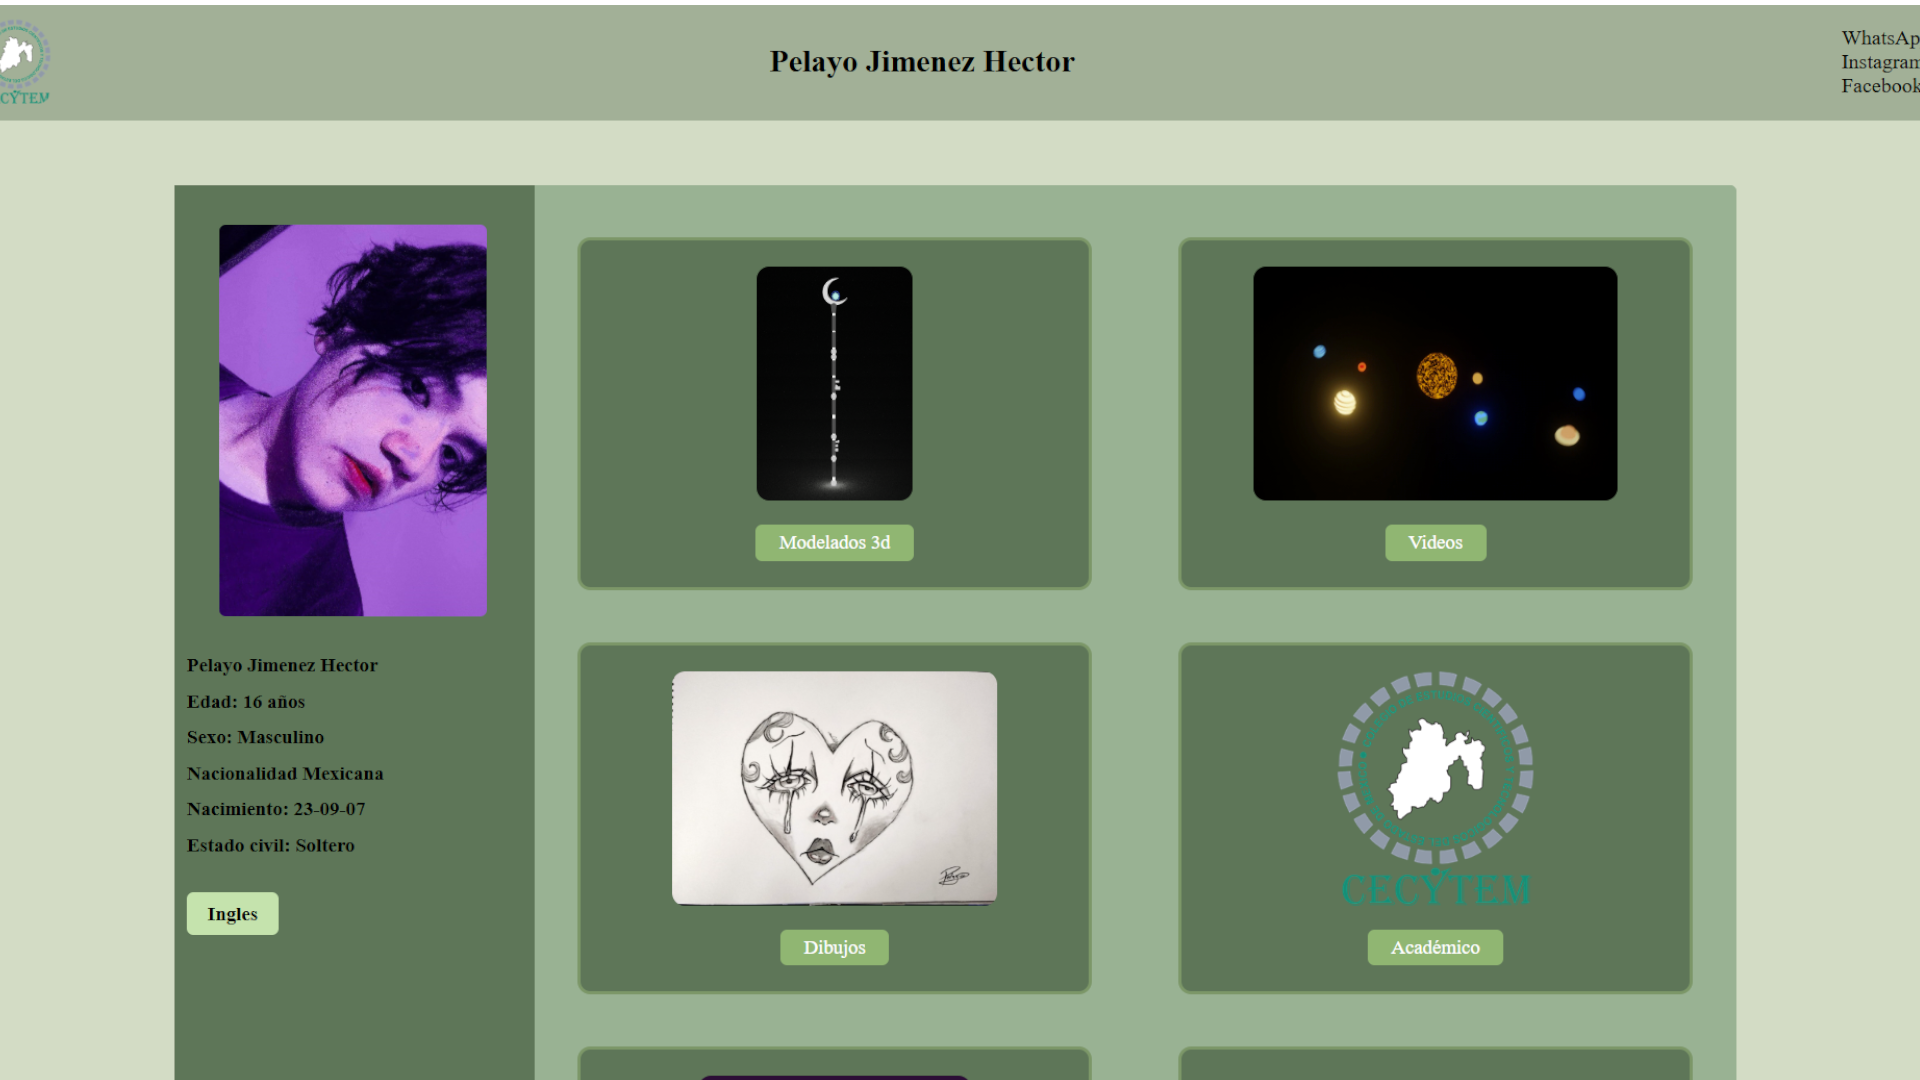 CECYTEM
Pelayo Jimenez Hector
WhatsAp
Instagram
Facebook
Pelayo Jimenez Hector
Edad: 16 años
Sexo: Masculino
Nacionalidad Mexicana
Nacimiento: 23-09-07
Estado civil: Soltero
Ingles
Modelados 3d
Videos
Dibujos
CECYTEM
Académico